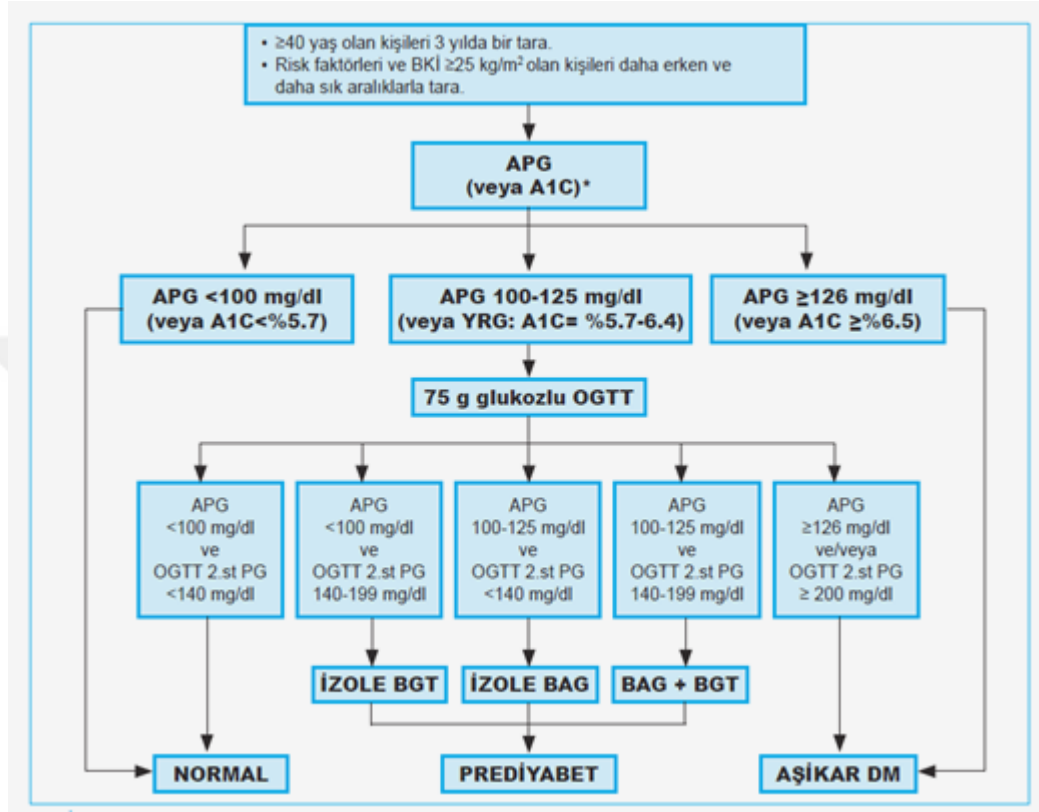 • ≥40 yaş olan kişileri 3 yılda bir tara.
• Risk faktörleri ve BKİ ≥25 kg/m² olan kişileri daha erken ve
daha sık aralıklarla tara.
APG
(veya A1C)*
APG <100 mg/dl
(veya A1C<%5.7)
APG 100-125 mg/dl
(veya YRG: A1C= %5.7-6.4)
APG ≥126 mg/dl
(veya A1C ≥%6.5)
75 g glukozlu OGTT
APG
<100 mg/dl
ve
OGTT 2.st PG
<140 mg/dl
APG
<100 mg/dl
ve
OGTT 2.st PG
140-199 mg/dl
APG
100-125 mg/dl
ve
OGTT 2.st PG
<140 mg/dl
APG
100-125 mg/dl
ve
OGTT 2.st PG
140-199 mg/dl
APG
≥126 mg/dl
ve/veya
OGTT 2.st PG
≥ 200 mg/dl
İZOLE BGT
İZOLE BAG
BAG + BGT
NORMAL
PREDİYABET
AŞİKAR DM